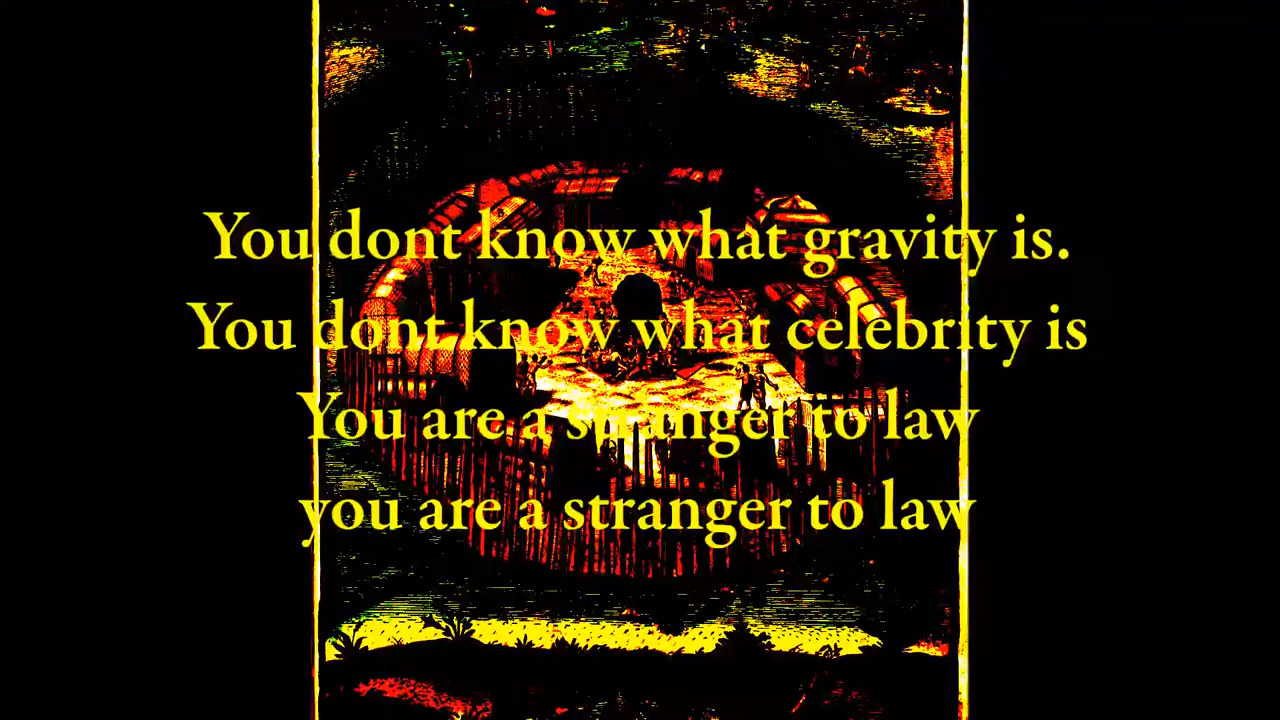 You dont know what gravity is.
You dont know what celebrity is
You are a stranger to law
you are a stranger to law